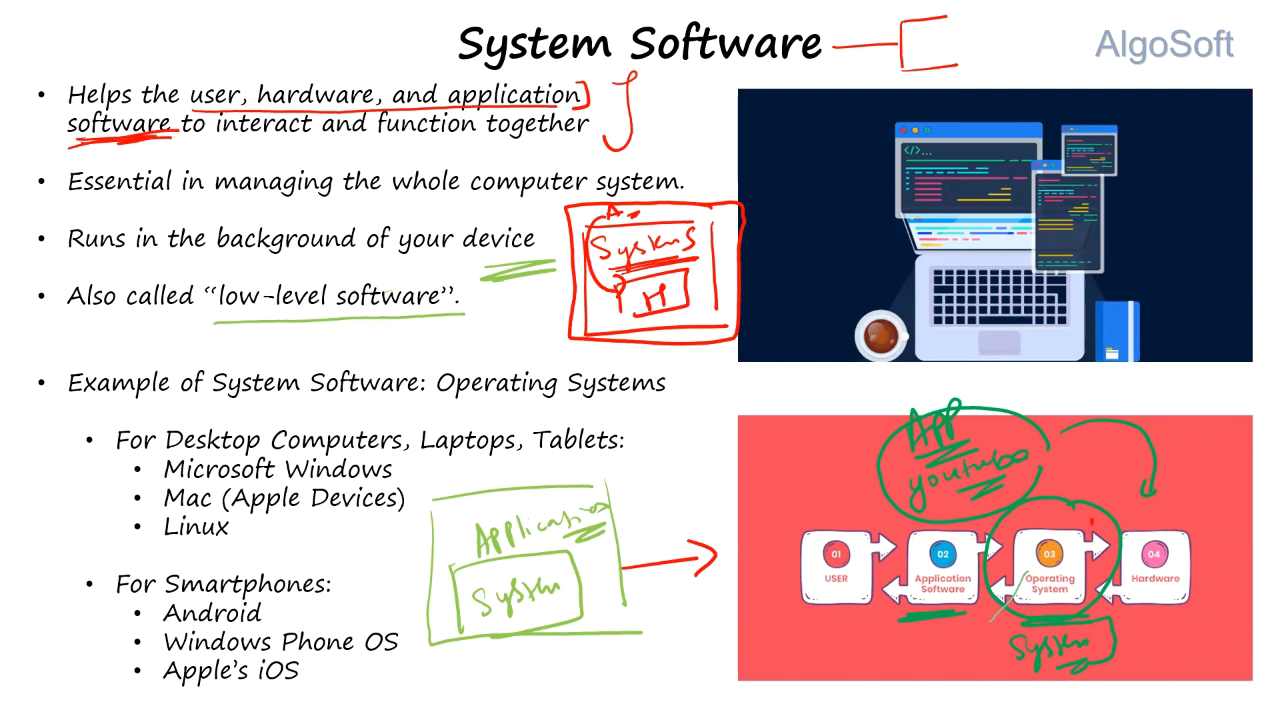 System Software
AlgoSoft
• Helps the user, hardware, and application
software to interact and function together
• Essential in managing the whole computer system.
• Runs in the background of your device
• Also called “low-level software”.
• Example of System Software: Operating Systems
• For Desktop Computers, Laptops, Tablets:
• Microsoft Windows
• Mac (Apple Devices)
• Linux
• For Smartphones:
• Android
• Windows Phone OS
• Apple’s iOS
A
System S
H
Application
System
</>...
App
youtube
01
USER
02
Application
Software
03
Operating
System
04
Hardware
System